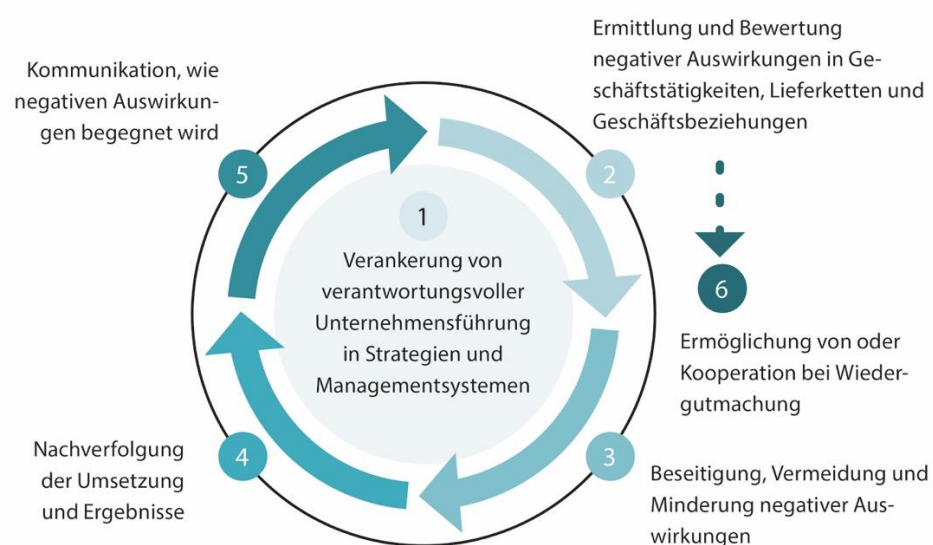 1
Verankerung von
verantwortungsvoller
Unternehmensführung
in Strategien und
Managementsystemen
2
Ermittlung und Bewertung
negativer Auswirkungen in Ge-
schäftstätigkeiten, Lieferketten und
Geschäftsbeziehungen
3
Beseitigung, Vermeidung und
Minderung negativer Aus-
wirkungen
4
Nachverfolgung
der Umsetzung
und Ergebnisse
5
Kommunikation, wie
negativen Auswirkun-
gen begegnet wird
6
Ermöglichung von oder
Kooperation bei Wieder-
gutmachung